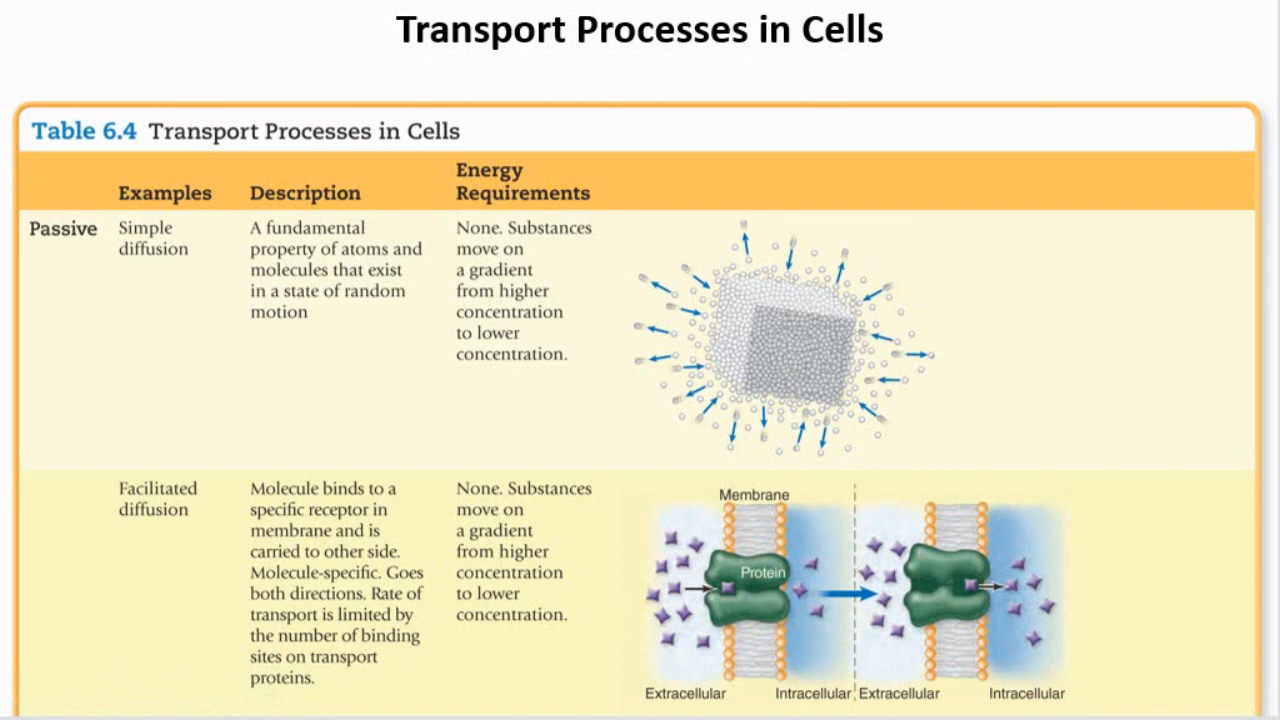 Transport Processes in Cells
Table 6.4 Transport Processes in Cells
Examples
Description
Energy
Requirements
Passive
Simple
diffusion
A fundamental
property of atoms and
molecules that exist
in a state of random
motion
None. Substances
move on
a gradient
from higher
concentration
to lower
concentration.
Facilitated
diffusion
Molecule binds to a
specific receptor in
membrane and is
carried to other side.
Molecule-specific. Goes
both directions. Rate of
transport is limited by
the number of binding
sites on transport
proteins.
None. Substances
move on
a gradient
from higher
concentration
to lower
concentration.
Membrane
Protein
Extracellular
Intracellular
Extracellular
Intracellular